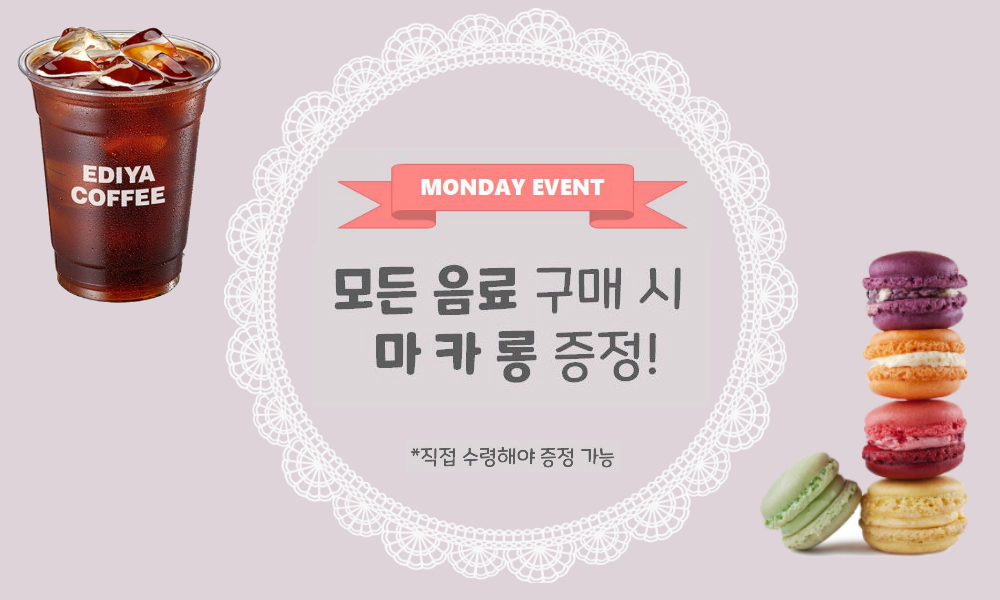 EDIYA
COFFEE
MONDAY EVENT
모든 음료 구매 시
마카롱 증정!
*직접 수령해야 증정 가능